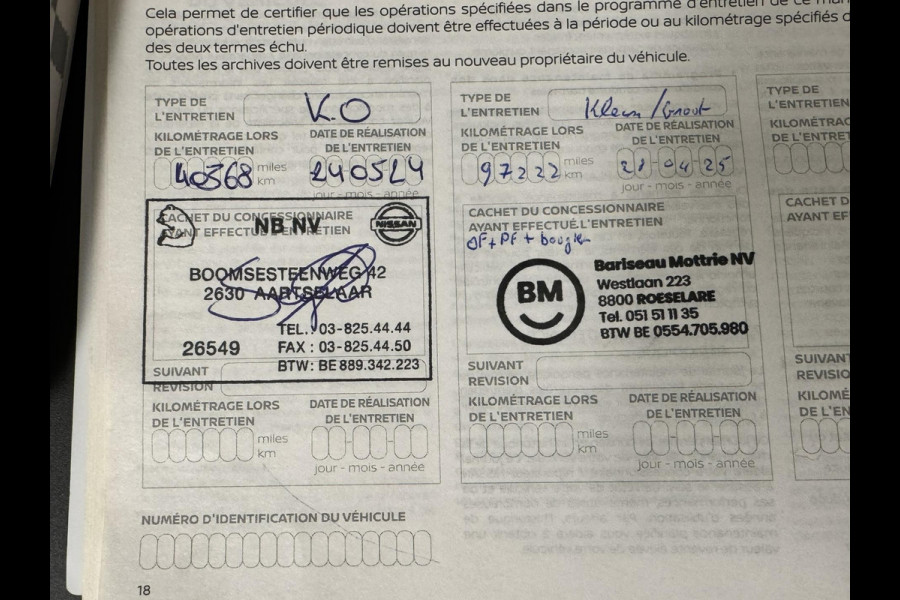 Cela permet de certifier que les opérations spécifiées dans le programme d'entretien de ce
opérations d'entretien périodique doivent être effectuées à la période ou au kilométrage spécifiés
des deux termes échu.
Toutes les archives doivent être remises au nouveau propriétaire du véhicule.
TYPE DE
L'ENTRETIEN
K.O
KILOMÉTRAGE LORS
DE L'ENTRETIEN
40368 miles
km
DATE DE RÉALISATION
DE L'ENTRETIEN
240524
jour - mois - année
CACHET DU CONCESSIONNAIRE
AYANT EFFECTUÉ L'ENTRETIEN
NB NV
NISSAN
BOOMSESTEENWEG 42
2630 AARTSELAAR
TEL. : 03-825.44.44
26549 FAX : 03-825.44.50
BTW: BE 889.342.223
SUIVANT
REVISION
KILOMÉTRAGE LORS
DE L'ENTRETIEN
miles
km
DATE DE RÉALISATION
DE L'ENTRETIEN
jour - mois - année
TYPE DE
L'ENTRETIEN
Klein/Groot
KILOMÉTRAGE LORS
DE L'ENTRETIEN
97222 miles
km
DATE DE RÉALISATION
DE L'ENTRETIEN
21-04-25
jour - mois - année
CACHET DU CONCESSIONNAIRE
AYANT EFFECTUÉ L'ENTRETIEN
OF + PF + bougie
BM
Bariseau Mottrie NV
Westlaan 223
8800 ROESELARE
Tel. 051 51 11 35
BTW BE 0554.705.980
SUIVANT
REVISION
KILOMÉTRAGE LORS
DE L'ENTRETIEN
miles
km
DATE DE RÉALISATION
DE L'ENTRETIEN
jour - mois - année
TYPE DE
L'ENTRETIEN
KILOMÉTRAG
DE L'ENTRET
CACHET D
AYANT EF
SUIVAN
REVISIO
KILOMÉ
DE L'EN
NUMÉRO D'IDENTIFICATION DU VÉHICULE
18